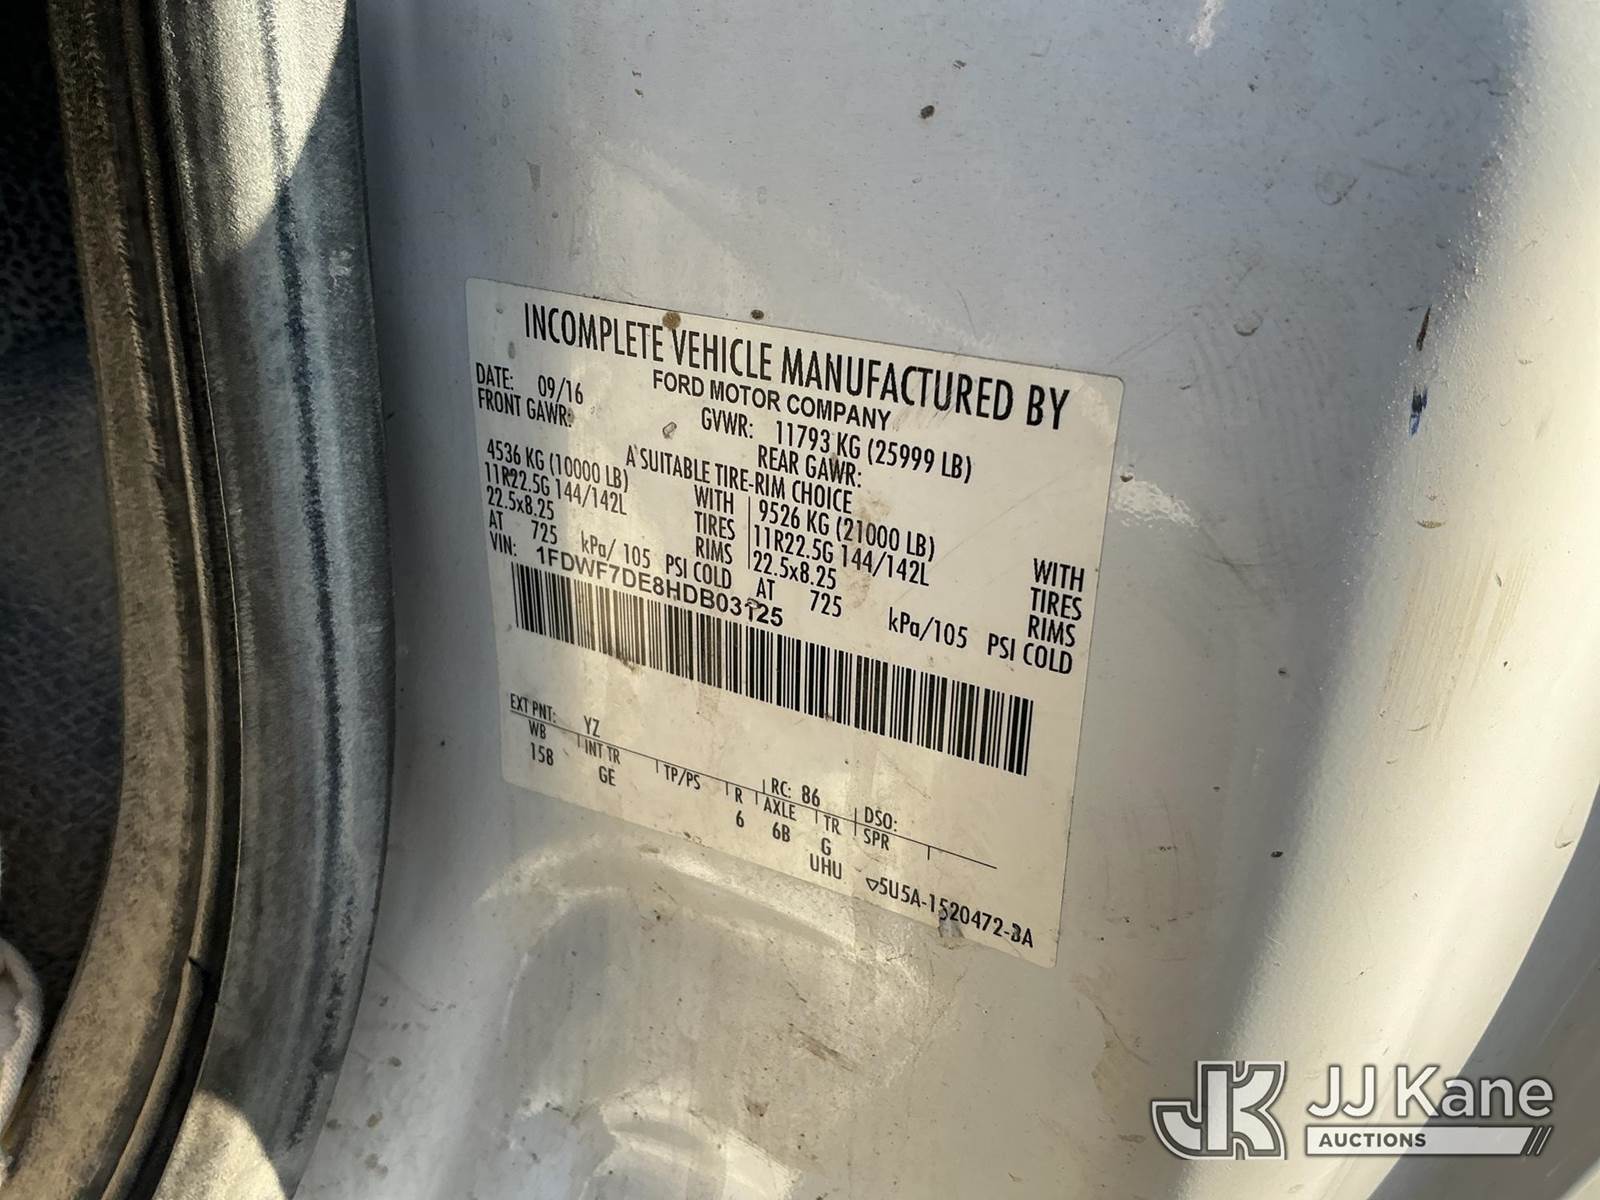 INCOMPLETE VEHICLE MANUFACTURED BY
FORD MOTOR COMPANY
DATE: 09/16 GVWR: 11793 KG (25999 LB)
FRONT GAWR: REAR GAWR:
A SUITABLE TIRE-RIM CHOICE
4536 KG (10000 LB) WITH 9526 KG (21000 LB) WITH
11R22.5G 144/142L TIRES 11R22.5G 144/142L TIRES
22.5x8.25 RIMS 22.5x8.25 RIMS
AT 725 kPa/ 105 PSI COLD AT 725 kPa/105 PSI COLD
VIN: 1FDWF7DE8HDB03125
EXT PNT: YZ RC: 86 DSO:
WB INT TR TP/PS R AXLE TR SPR
158 GE 6 6B G
UHU 5U5A-1520472-BA
JK JJ Kane
AUCTIONS